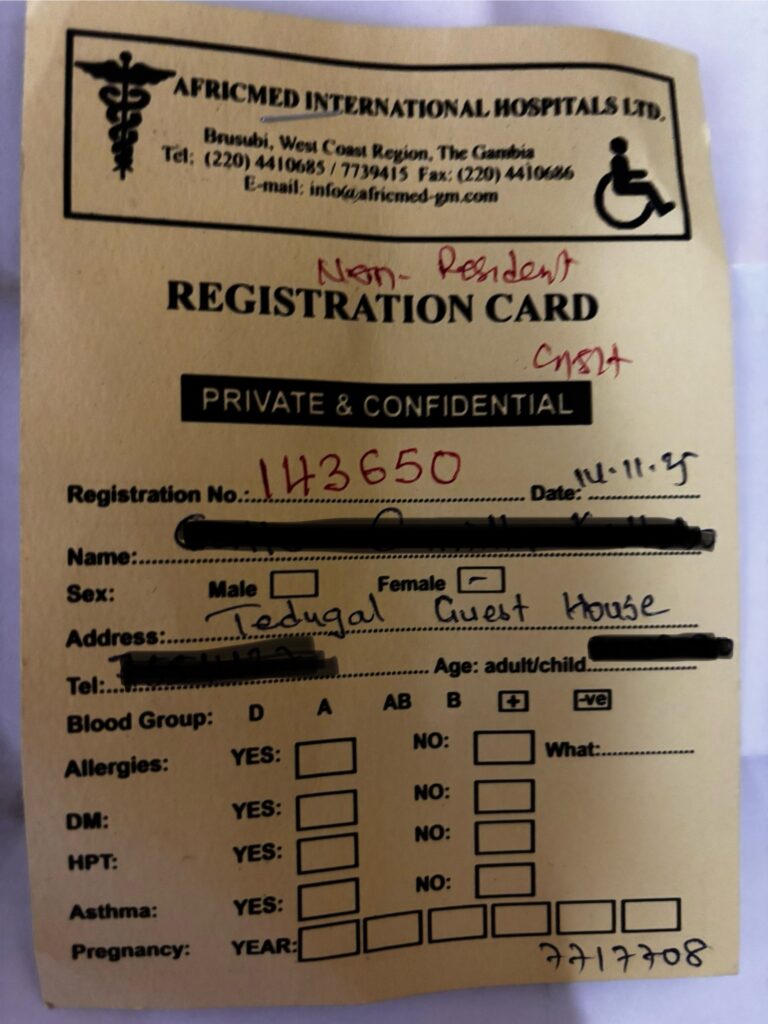 AFRICMED INTERNATIONAL HOSPITALS LTD.
Brusubi, West Coast Region, The Gambia
Tel: (220) 4410685 / 7739415 Fax: (220) 4410686
E-mail: info@africmed-gm.com
Non-Resident
REGISTRATION CARD
PRIVATE & CONFIDENTIAL
Registration No.: 143650 Date: 14.11.25
Name:
Sex: Male Female
Address: Tedugal Guest House
Tel: Age: adult/child
Blood Group: D A AB B + -ve
Allergies: YES: NO: What:
DM: YES: NO:
HPT: YES: NO:
Asthma: YES: NO:
Pregnancy: YEAR:
7717708